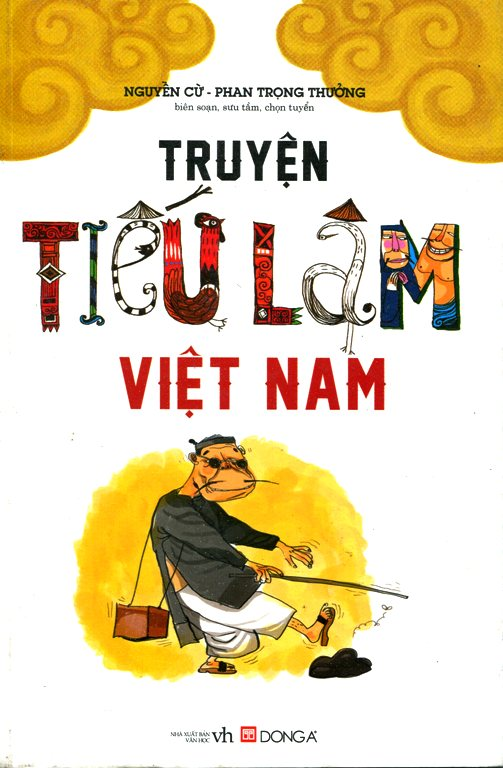 NGUYỄN CỪ - PHAN TRỌNG THƯỞNG
biên soạn, sưu tầm, chọn tuyển
TRUYỆN
TIẾU LÂM
VIỆT NAM
NHÀ XUẤT BẢN
VĂN HỌC
vh
ĐONG A